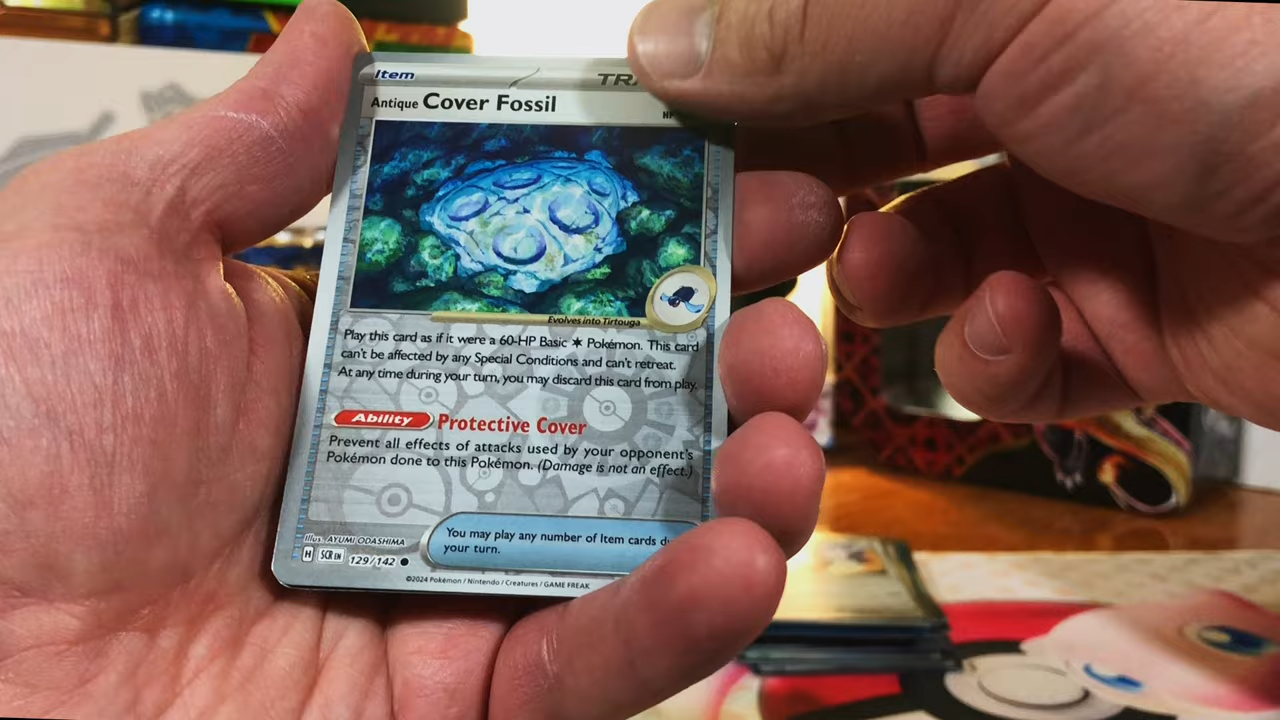 Item
Antique Cover Fossil
Evolves into Tirtouga
Play this card as if it were a 60-HP Basic Pokémon. This card
can't be affected by any Special Conditions and can't retreat.
At any time during your turn, you may discard this card from play.
Ability Protective Cover
Prevent all effects of attacks used by your opponent's
Pokémon done to this Pokémon. (Damage is not an effect.)
You may play any number of Item cards
your turn.
Illus. AYUMI ODASHIMA
H SCR EN 129/142
©2024 Pokémon / Nintendo / Creatures / GAME FREAK